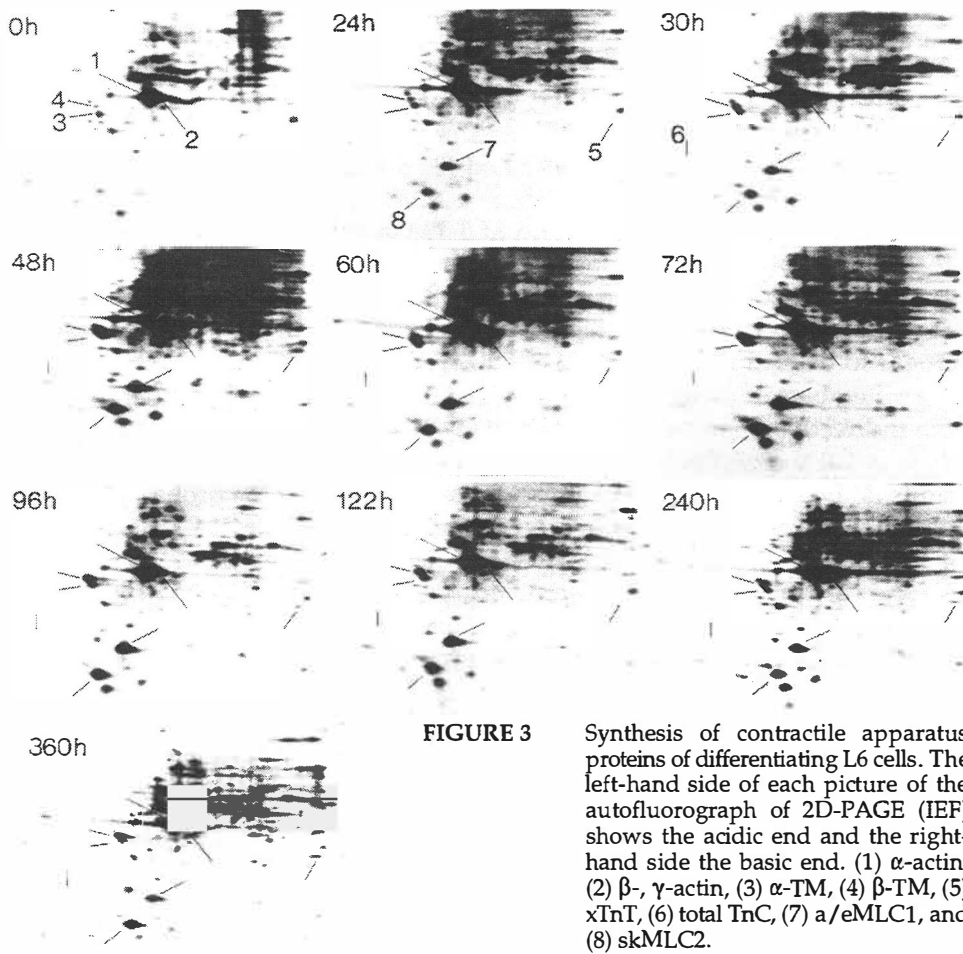 0h
24h
30h
1
4
3
2
7
5
6
8
48h
60h
72h
96h
122h
240h
360h
FIGURE 3
Synthesis of contractile apparatus
proteins of differentiating L6 cells. The
left-hand side of each picture of the
autofluorograph of 2D-PAGE (IEF)
shows the acidic end and the right-
hand side the basic end. (1) α-actin
(2) β-, γ-actin, (3) α-TM, (4) β-TM, (5)
xTnT, (6) total TnC, (7) a/eMLC1, and
(8) skMLC2.